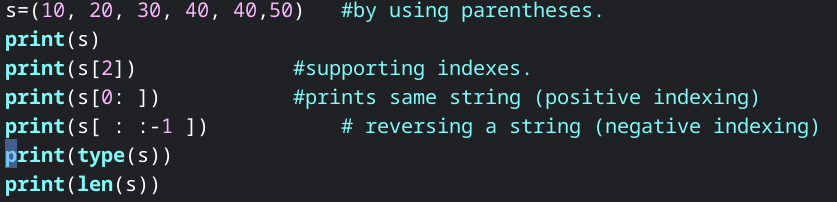 s=(10, 20, 30, 40, 40,50)   #by using parentheses.
print(s)
print(s[2])             #supporting indexes.
print(s[0: ])           #prints same string (positive indexing)
print(s[ : :-1 ])           # reversing a string (negative indexing)
print(type(s))
print(len(s))